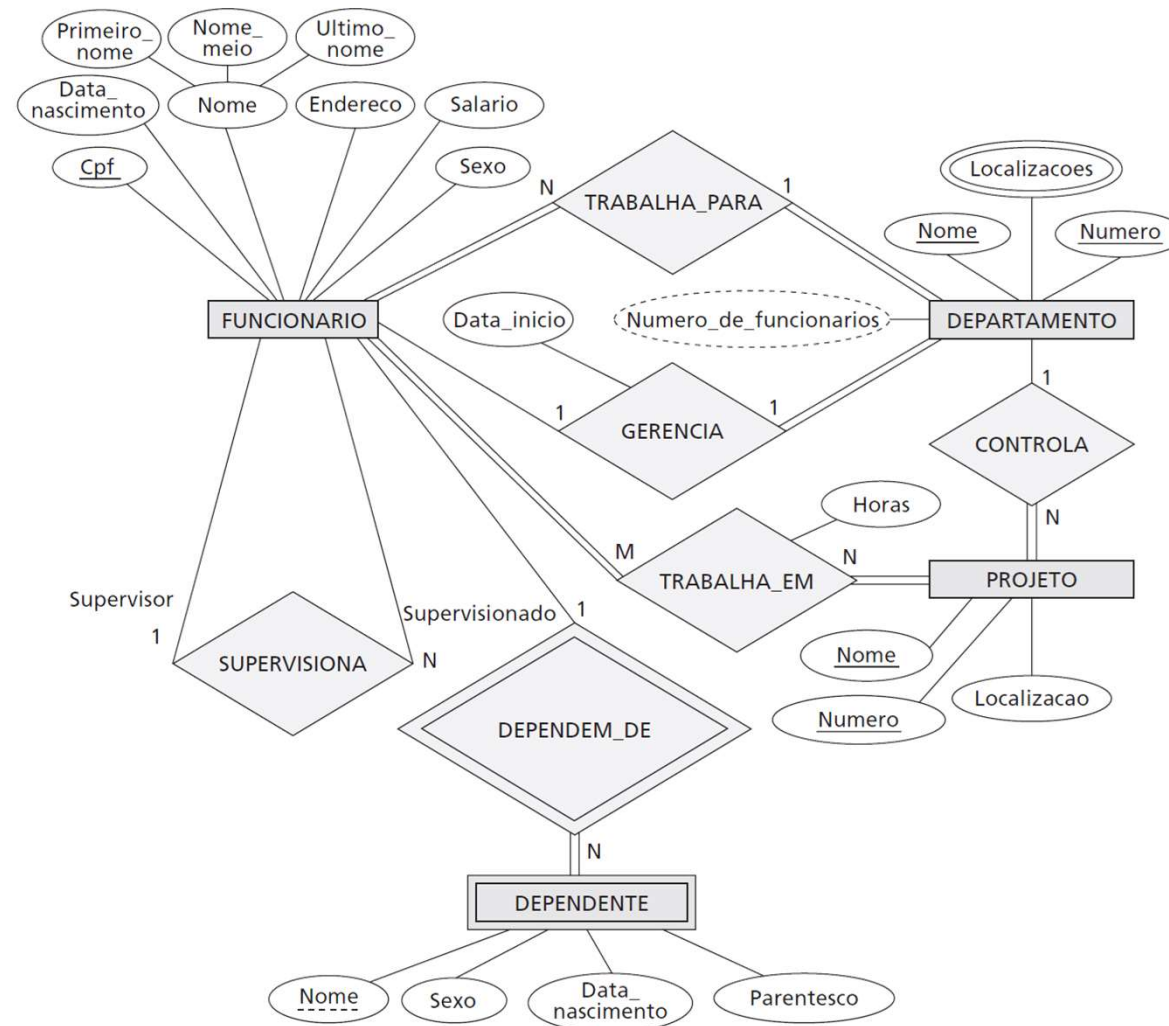 Primeiro_
nome
Nome_
meio
Ultimo_
nome
Data_
nascimento
Nome
Endereco
Salario
Cpf
Sexo
N
TRABALHA_PARA
1
Localizacoes
Nome
Numero
FUNCIONARIO
Data_inicio
Numero_de_funcionarios
DEPARTAMENTO
1
GERENCIA
1
1
CONTROLA
N
Horas
M
TRABALHA_EM
N
PROJETO
Nome
Numero
Localizacao
Supervisor
1
SUPERVISIONA
Supervisionado
N
1
DEPENDEM_DE
N
DEPENDENTE
Nome
Sexo
Data_
nascimento
Parentesco